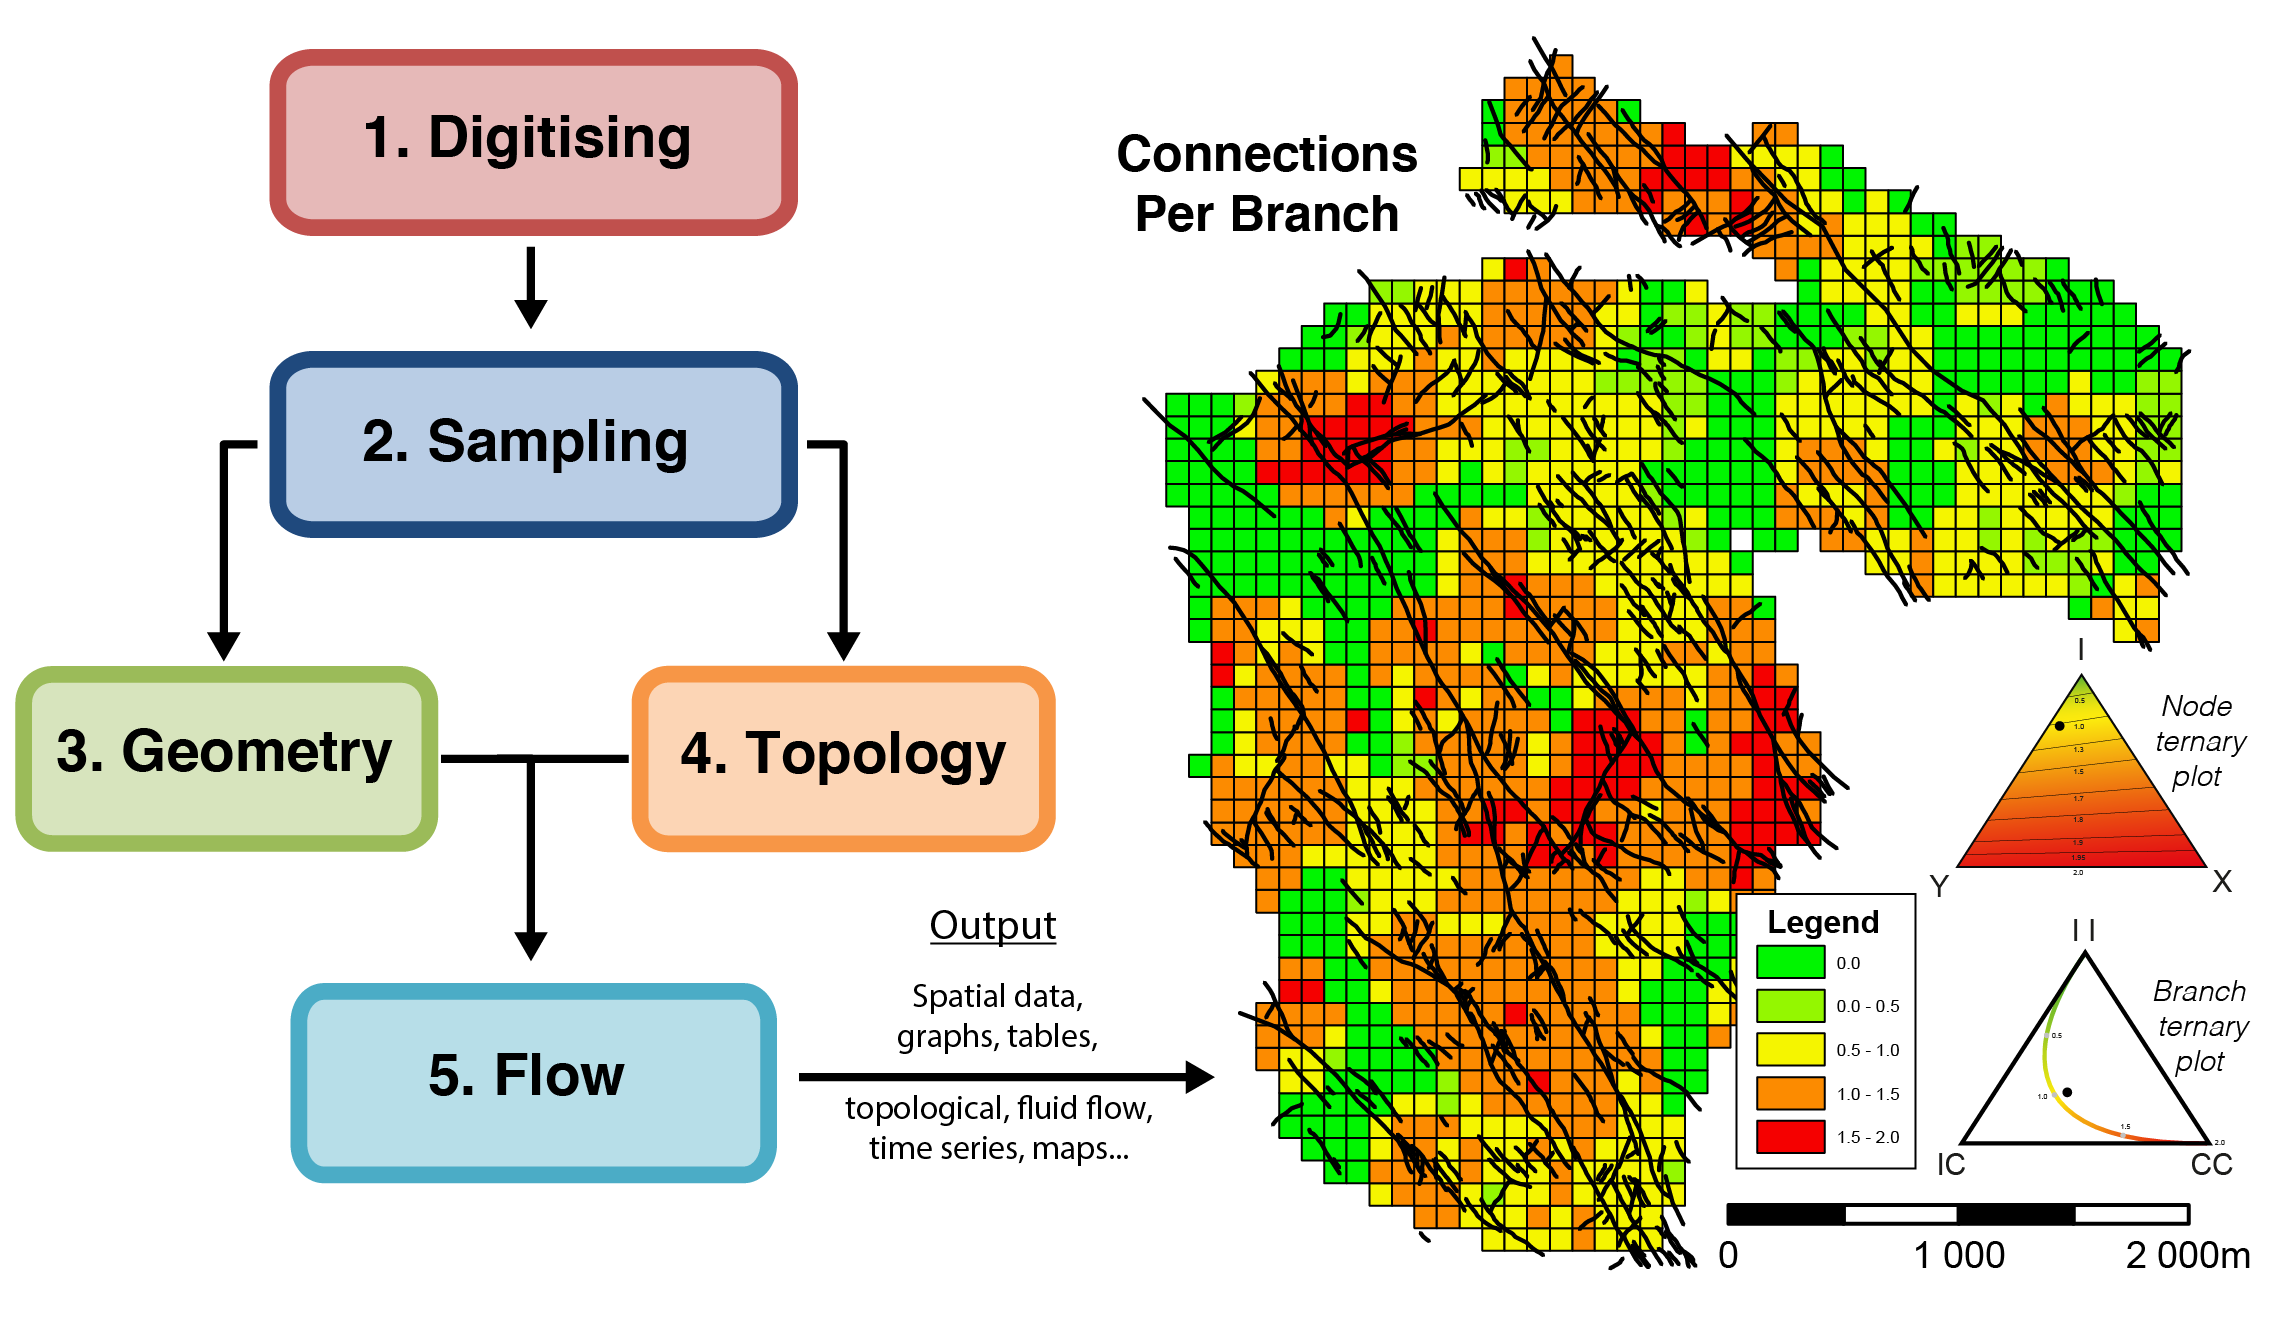 1. Digitising
2. Sampling
3. Geometry
4. Topology
5. Flow
Output
Spatial data,
graphs, tables,
topological, fluid flow,
time series, maps...
Connections
Per Branch
I
0.5
1.0
1.3
1.5
1.7
1.8
1.9
1.95
2.0
Y
X
Node
ternary
plot
Legend
0.0
0.0 - 0.5
0.5 - 1.0
1.0 - 1.5
1.5 - 2.0
I I
0.5
1.0
1.5
2.0
IC
CC
Branch
ternary
plot
0
1 000
2 000m